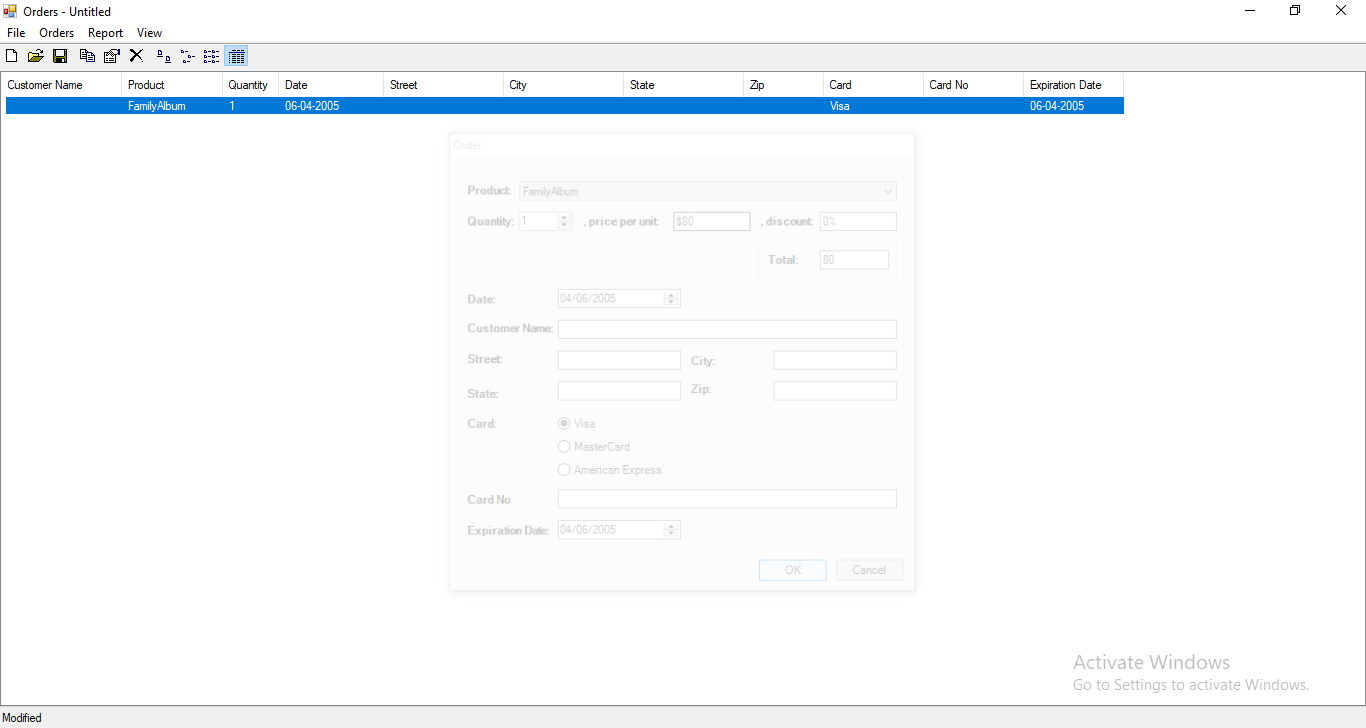 Orders - Untitled
File Orders Report View
Customer Name Product Quantity Date Street City State Zip Card Card No Expiration Date
FamilyAlbum 1 06-04-2005 Visa 06-04-2005
Order
Product: FamilyAlbum
Quantity: 1 , price per unit: $80 , discount: 0%
Total: 80
Date: 04/06/2005
Customer Name:
Street: City:
State: Zip:
Card: Visa
MasterCard
American Express
Card No
Expiration Date: 04/06/2005
OK Cancel
Activate Windows
Go to Settings to activate Windows.
Modified